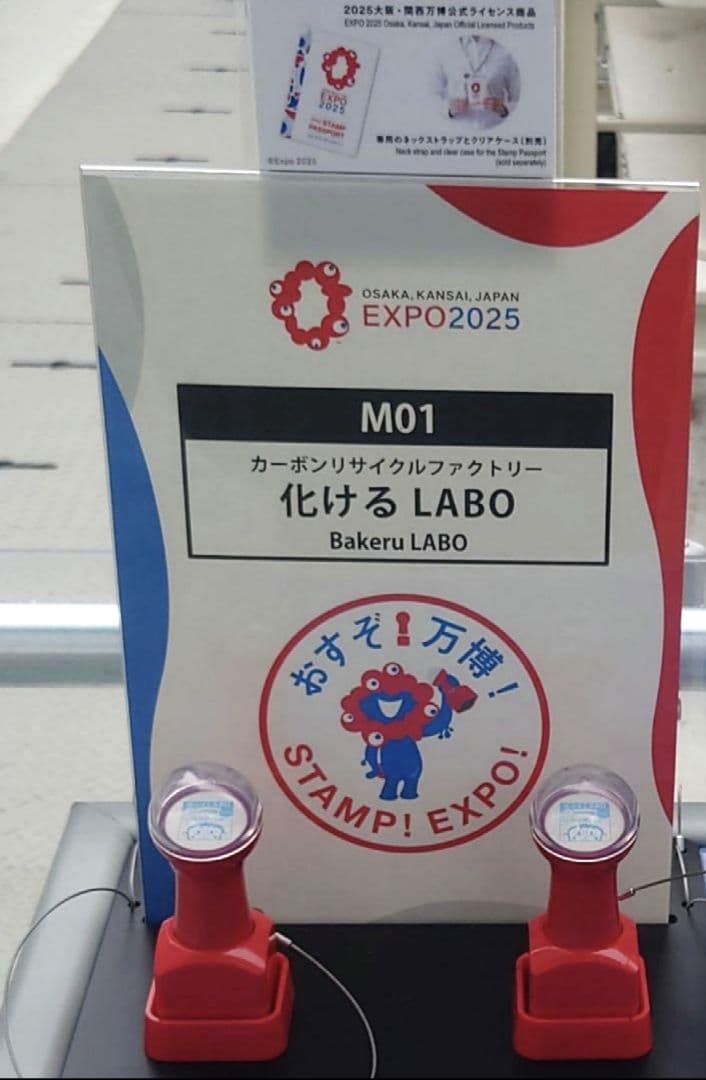 2025大阪・関西万博公式ライセンス商品
EXPO 2025 Osaka, Kansai, Japan Official Licensed Products
EXPO
2025
STAMP
PASSPORT
専用のネックストラップとクリアケース(別売)
Neck strap and clear case for the Stamp Passport
(sold separately)
©Expo 2025
OSAKA, KANSAI, JAPAN
EXPO2025
M01
カーボンリサイクルファクトリー
化けるLABO
Bakeru LABO
おすぞ!万博!
STAMP! EXPO!